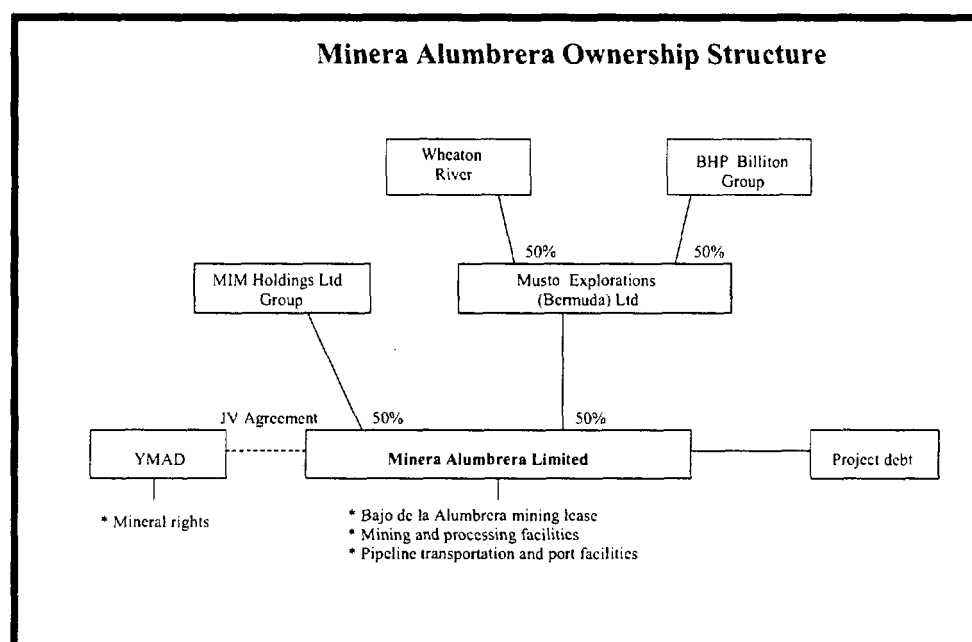 Minera Alumbrera Ownership Structure
Wheaton
River
BHP Billiton
Group
50%
50%
MIM Holdings Ltd
Group
Musto Explorations
(Bermuda) Ltd
JV Agreement
50%
50%
YMAD
Minera Alumbrera Limited
Project debt
* Mineral rights
* Bajo de la Alumbrera mining lease
* Mining and processing facilities
* Pipeline transportation and port facilities